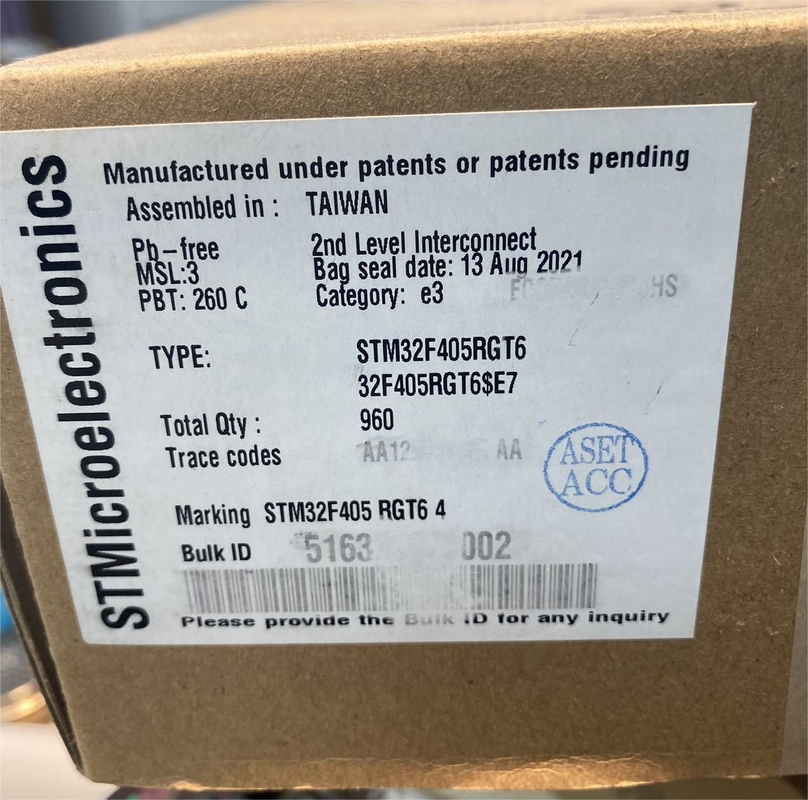 STMicroelectronics
Manufactured under patents or patents pending
Assembled in : TAIWAN
Pb-free 2nd Level Interconnect
MSL:3 Bag seal date: 13 Aug 2021
PBT: 260 C Category: e3 HS
TYPE: STM32F405RGT6
32F405RGT6$E7
Total Qty : 960
Trace codes AA12 AA
ASET
ACC
Marking STM32F405 RGT6 4
Bulk ID 5163 002
Please provide the Bulk ID for any inquiry